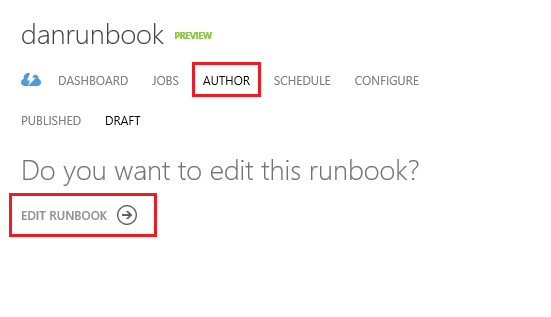 danrunbook PREVIEW
DASHBOARD JOBS AUTHOR SCHEDULE CONFIGURE
PUBLISHED DRAFT
Do you want to edit this runbook?
EDIT RUNBOOK